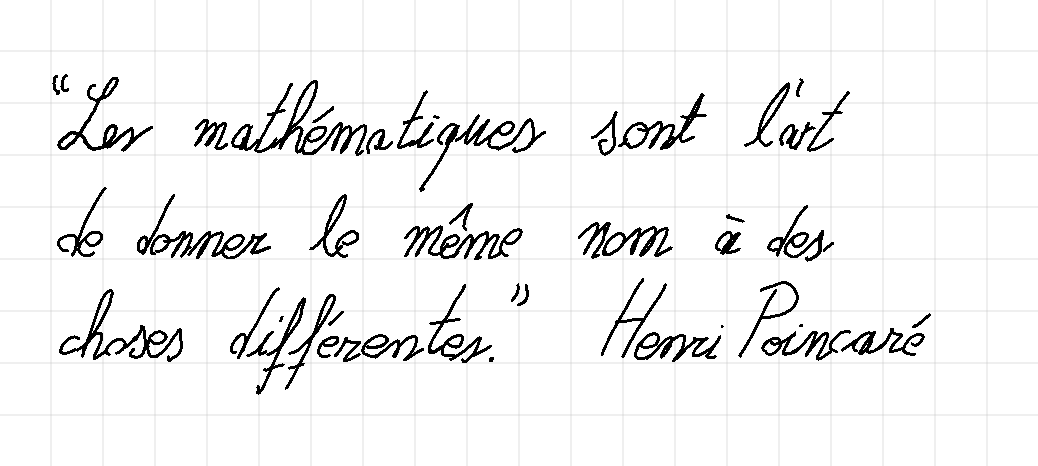 “Les mathématiques sont l'art
de donner le même nom à des
choses différentes.” Henri Poincaré